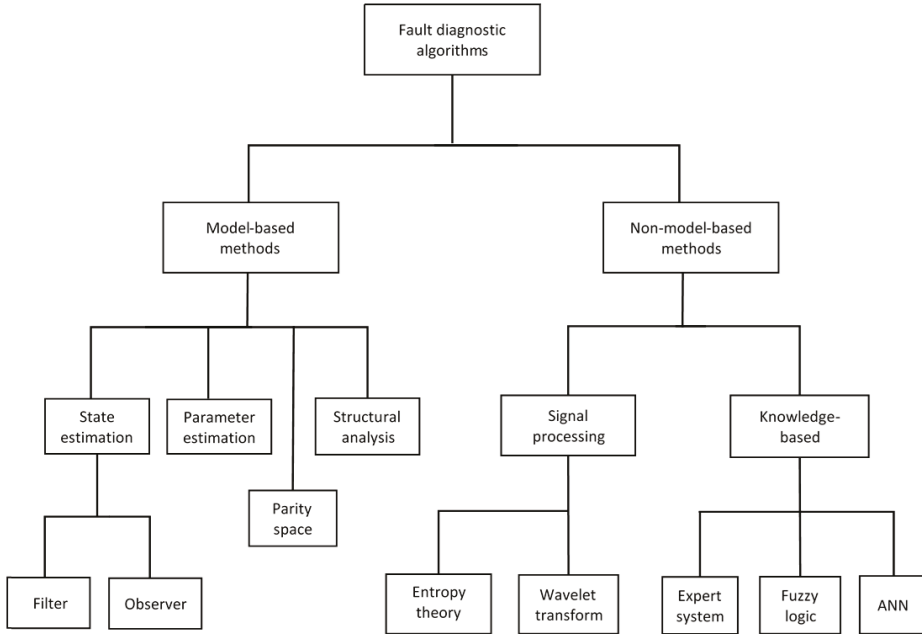 Fault diagnostic
algorithms
Model-based
methods
Non-model-based
methods
State
estimation
Parameter
estimation
Structural
analysis
Signal
processing
Knowledge-
based
Parity
space
Filter
Observer
Entropy
theory
Wavelet
transform
Expert
system
Fuzzy
logic
ANN